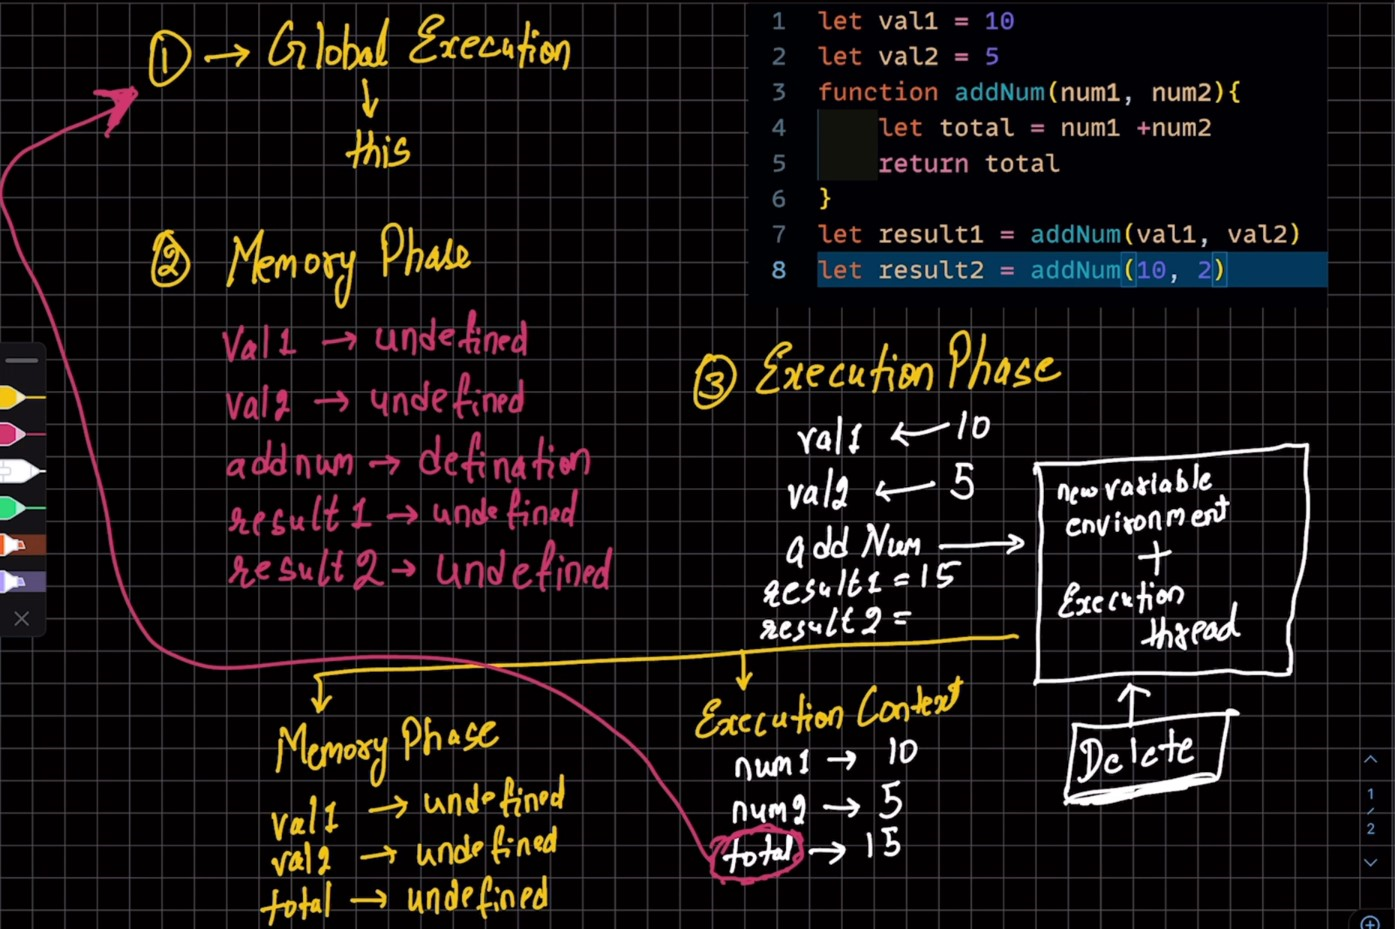 ① → Global Execution
↓
this
② Memory Phase
Val1 → undefined
val2 → undefined
addnum → defination
result1 → undefined
result2 → undefined
1 let val1 = 10
2 let val2 = 5
3 function addNum(num1, num2){
4 let total = num1 +num2
5 return total
6 }
7 let result1 = addNum(val1, val2)
8 let result2 = addNum(10, 2)
③ Execution Phase
val1 ← 10
val2 ← 5
add Num →
result1 = 15
result2 =
new variable
environment
+
Execution
thread
Delete
Memory Phase
val1 → undefined
val2 → undefined
total → undefined
Execution Context
num1 → 10
num2 → 5
total → 15
1
/
2